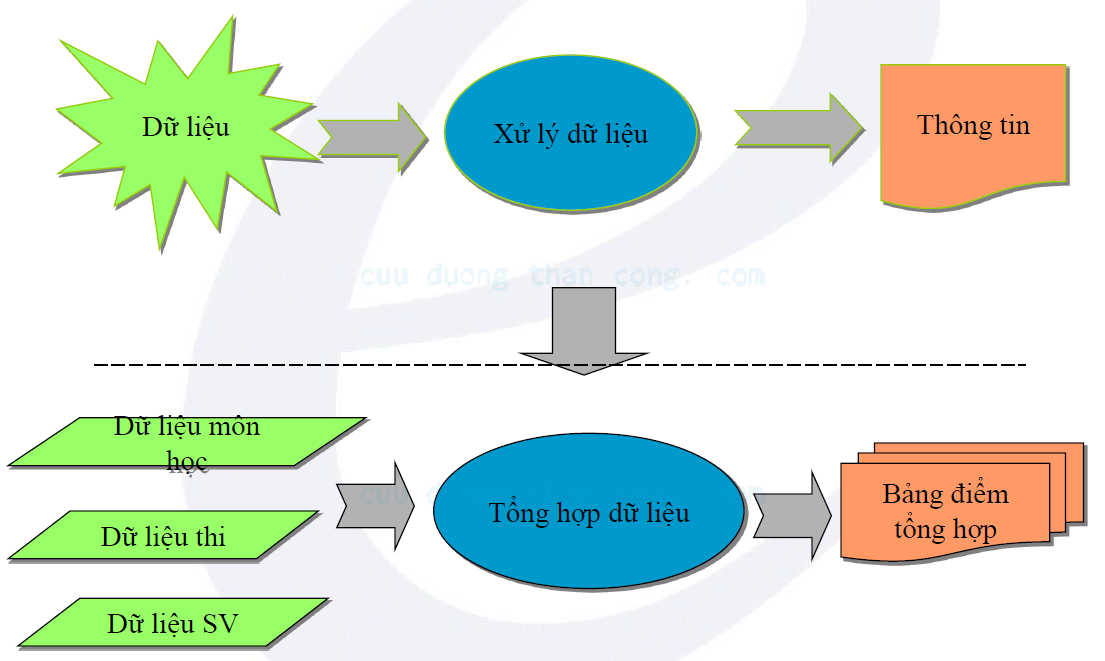 Dữ liệu
Xử lý dữ liệu
Thông tin
cuu duong than cong. com
Dữ liệu môn
học
Dữ liệu thi
Dữ liệu SV
Tổng hợp dữ liệu
Bảng điểm
tổng hợp